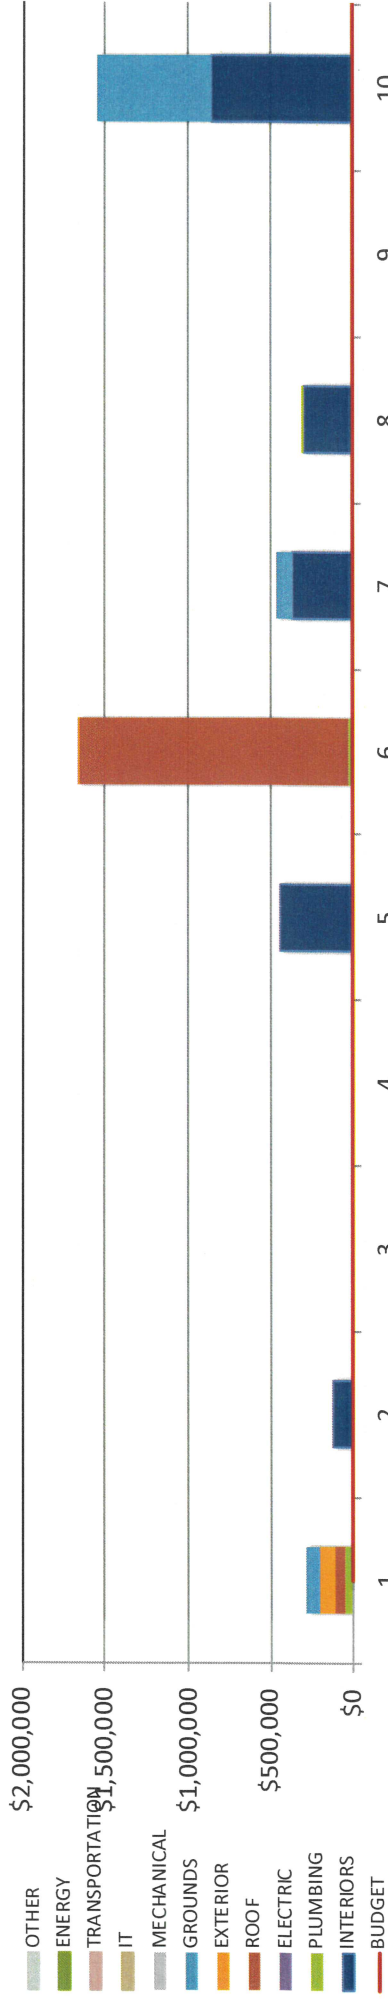 OTHER
ENERGY
TRANSPORTATION
IT
MECHANICAL
GROUNDS
EXTERIOR
ROOF
ELECTRIC
PLUMBING
INTERIORS
BUDGET
$2,000,000
$1,500,000
$1,000,000
$500,000
$0
1
2
3
4
5
6
7
8
9
10